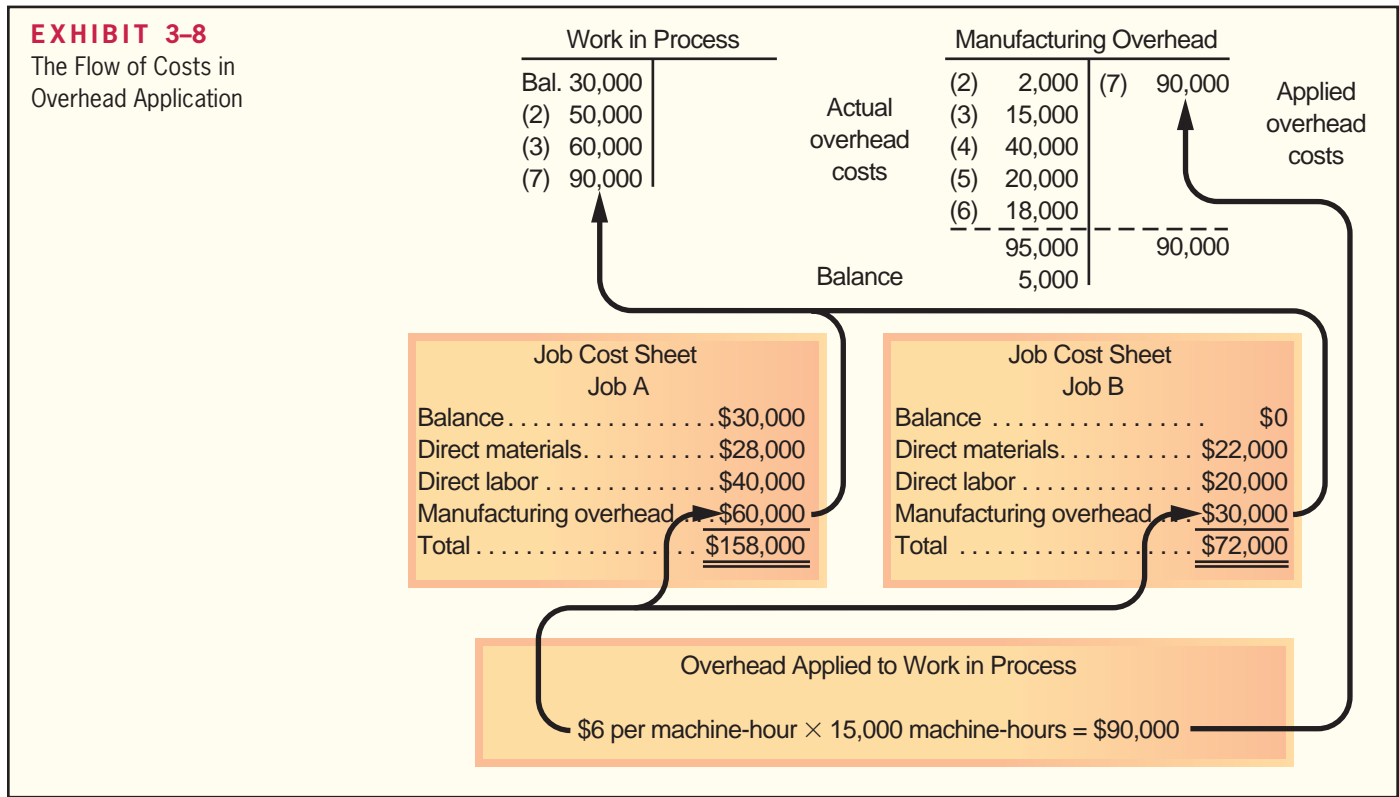 EXHIBIT 3–8
The Flow of Costs in
Overhead Application
Work in Process
Bal. 30,000
(2) 50,000
(3) 60,000
(7) 90,000
Actual
overhead
costs
Manufacturing Overhead
(2) 2,000 (7) 90,000
(3) 15,000
(4) 40,000
(5) 20,000
(6) 18,000
95,000 90,000
Balance 5,000
Applied
overhead
costs
Job Cost Sheet
Job A
Balance . . . . . . . . . . . . . . . . . $30,000
Direct materials. . . . . . . . . . . $28,000
Direct labor . . . . . . . . . . . . . . $40,000
Manufacturing overhead . . . $60,000
Total . . . . . . . . . . . . . . . . . . $158,000
Job Cost Sheet
Job B
Balance . . . . . . . . . . . . . . . . . $0
Direct materials. . . . . . . . . . . $22,000
Direct labor . . . . . . . . . . . . . . $20,000
Manufacturing overhead . . . $30,000
Total . . . . . . . . . . . . . . . . . . . $72,000
Overhead Applied to Work in Process
$6 per machine-hour × 15,000 machine-hours = $90,000